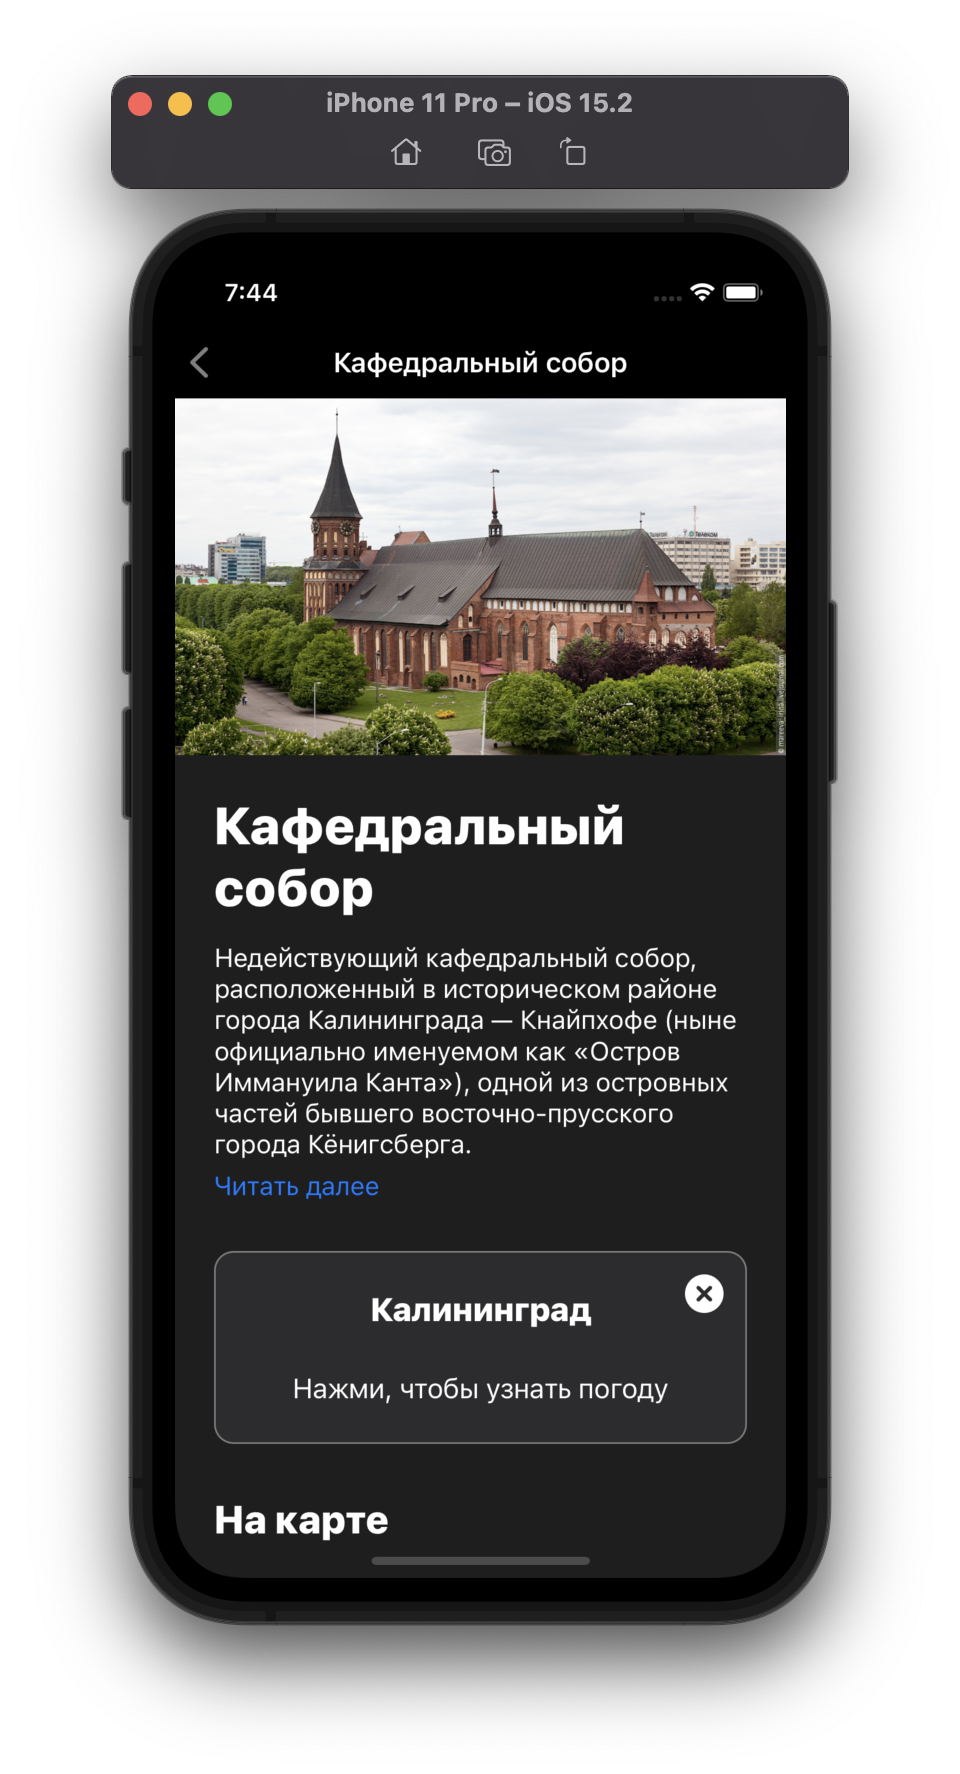 iPhone 11 Pro – iOS 15.2
7:44
Кафедральный собор
Телеком
Кафедральный
собор
Недействующий кафедральный собор,
расположенный в историческом районе
города Калининграда — Кнайпхофе (ныне
официально именуемом как «Остров
Иммануила Канта»), одной из островных
частей бывшего восточно-прусского
города Кёнигсберга.
Читать далее
Калининград
Нажми, чтобы узнать погоду
На карте